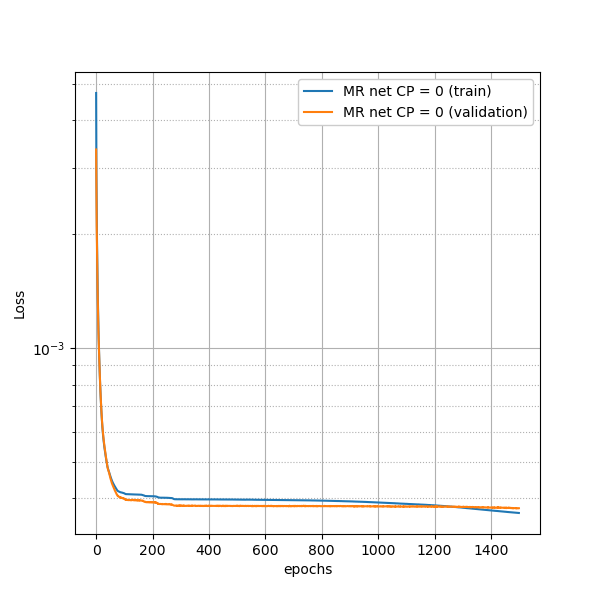 MR net CP = 0 (train)
MR net CP = 0 (validation)
Loss
10⁻³
0 200 400 600 800 1000 1200 1400
epochs